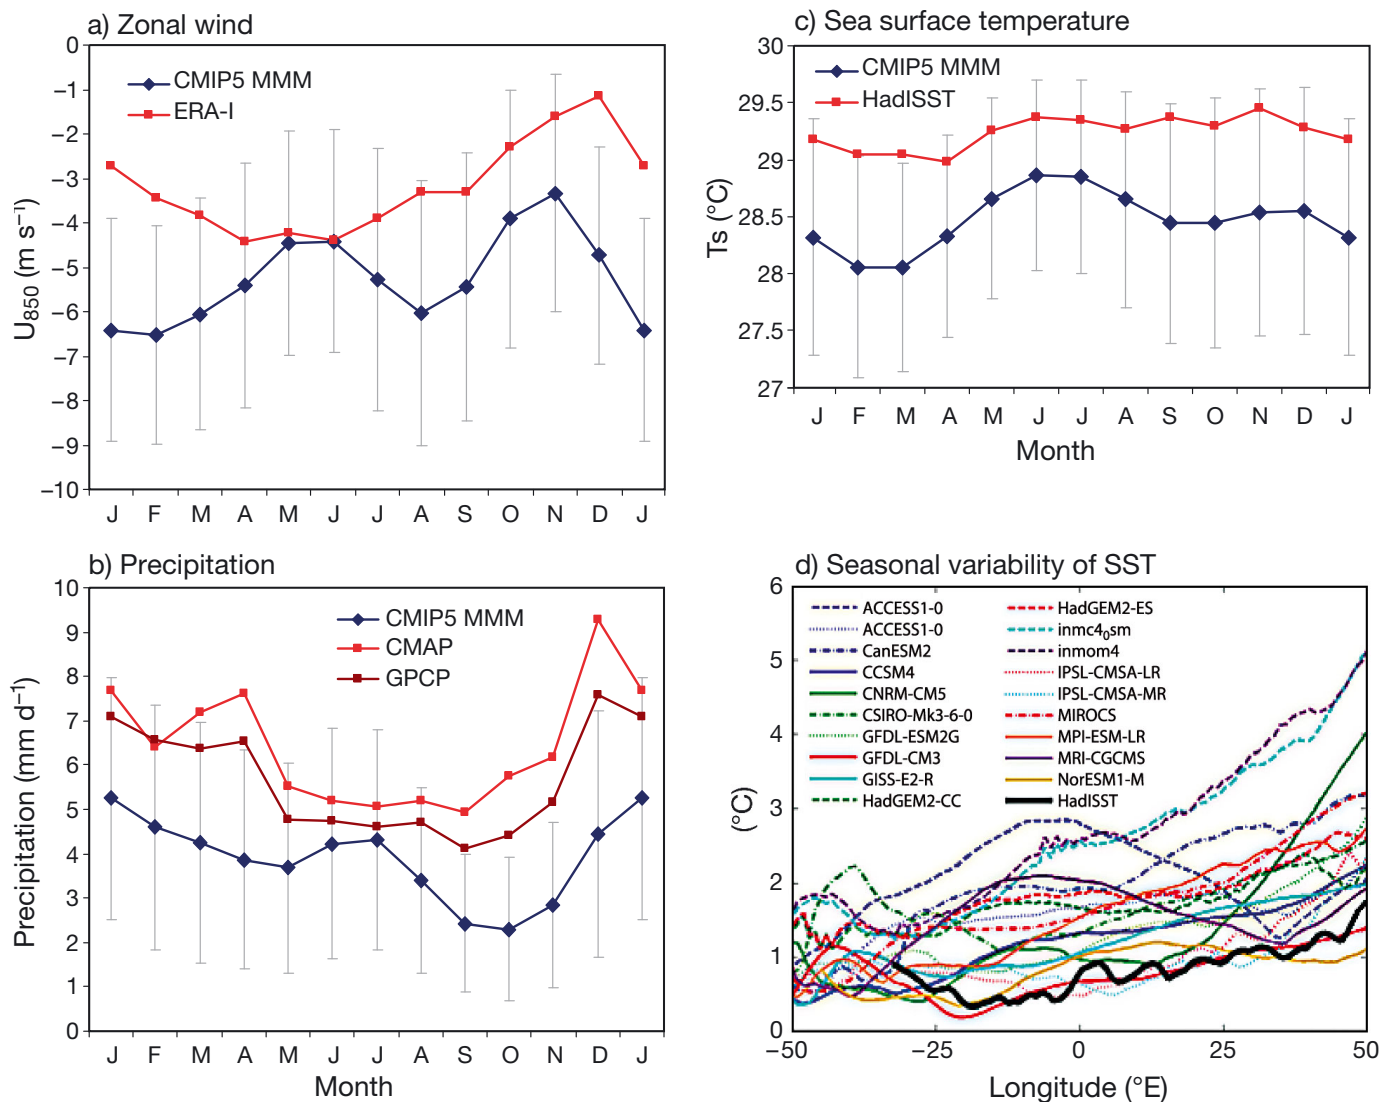 a) Zonal wind
0
−1
−2
−3
−4
−5
−6
−7
−8
−9
−10
U850 (m s−1)
CMIP5 MMM
ERA-I
J F M A M J J A S O N D J
b) Precipitation
10
9
8
7
6
5
4
3
2
1
0
Precipitation (mm d−1)
CMIP5 MMM
CMAP
GPCP
J F M A M J J A S O N D J
Month
c) Sea surface temperature
30
29.5
29
28.5
28
27.5
27
Ts (°C)
CMIP5 MMM
HadISST
J F M A M J J A S O N D J
Month
d) Seasonal variability of SST
6
5
4
3
2
1
0
(°C)
ACCESS1-0
ACCESS1-0
CanESM2
CCSM4
CNRM-CM5
CSIRO-Mk3-6-0
GFDL-ESM2G
GFDL-CM3
GISS-E2-R
HadGEM2-CC
HadGEM2-ES
inmc40sm
inmom4
IPSL-CMSA-LR
IPSL-CMSA-MR
MIROCS
MPI-ESM-LR
MRI-CGCMS
NorESM1-M
HadISST
−50 −25 0 25 50
Longitude (°E)